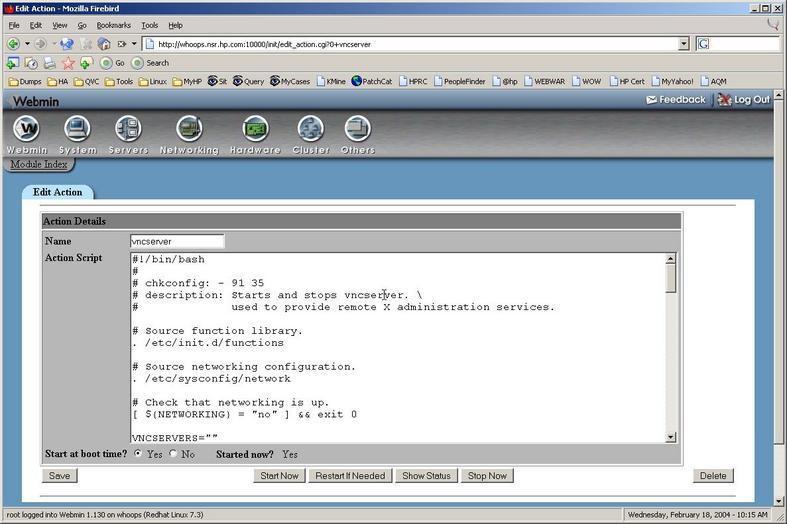 Edit Action - Mozilla Firebird
File Edit View Go Bookmarks Tools Help
http://whoops.nsr.hp.com:10000/init/edit_action.cgi?0+vncserver
Go Search
Dumps HA QVC Tools Linux MyHP Sit Query MyCases KMine PatchCat HPRC PeopleFinder @hp WEBWAR WOW HP Cert MyYahoo! AQM
Webmin Feedback Log Out
Webmin System Servers Networking Hardware Cluster Others
Module Index
Edit Action
Action Details
Name vncserver
Action Script
#!/bin/bash
#
# chkconfig: - 91 35
# description: Starts and stops vncserver. \
# used to provide remote X administration services.
# Source function library.
. /etc/init.d/functions
# Source networking configuration.
. /etc/sysconfig/network
# Check that networking is up.
[ ${NETWORKING} = "no" ] && exit 0
VNCSERVERS=""
Start at boot time? Yes No Started now? Yes
Save Start Now Restart If Needed Show Status Stop Now Delete
root logged into Webmin 1.130 on whoops (Redhat Linux 7.3) Wednesday, February 18, 2004 - 10:15 AM